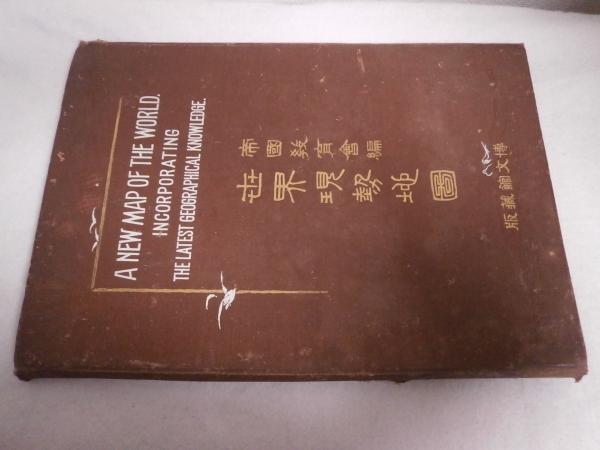 A NEW MAP OF THE WORLD.
INCORPORATING
THE LATEST GEOGRAPHICAL KNOWLEDGE.
帝國教育會編
世界現勢地圖
博文館藏版